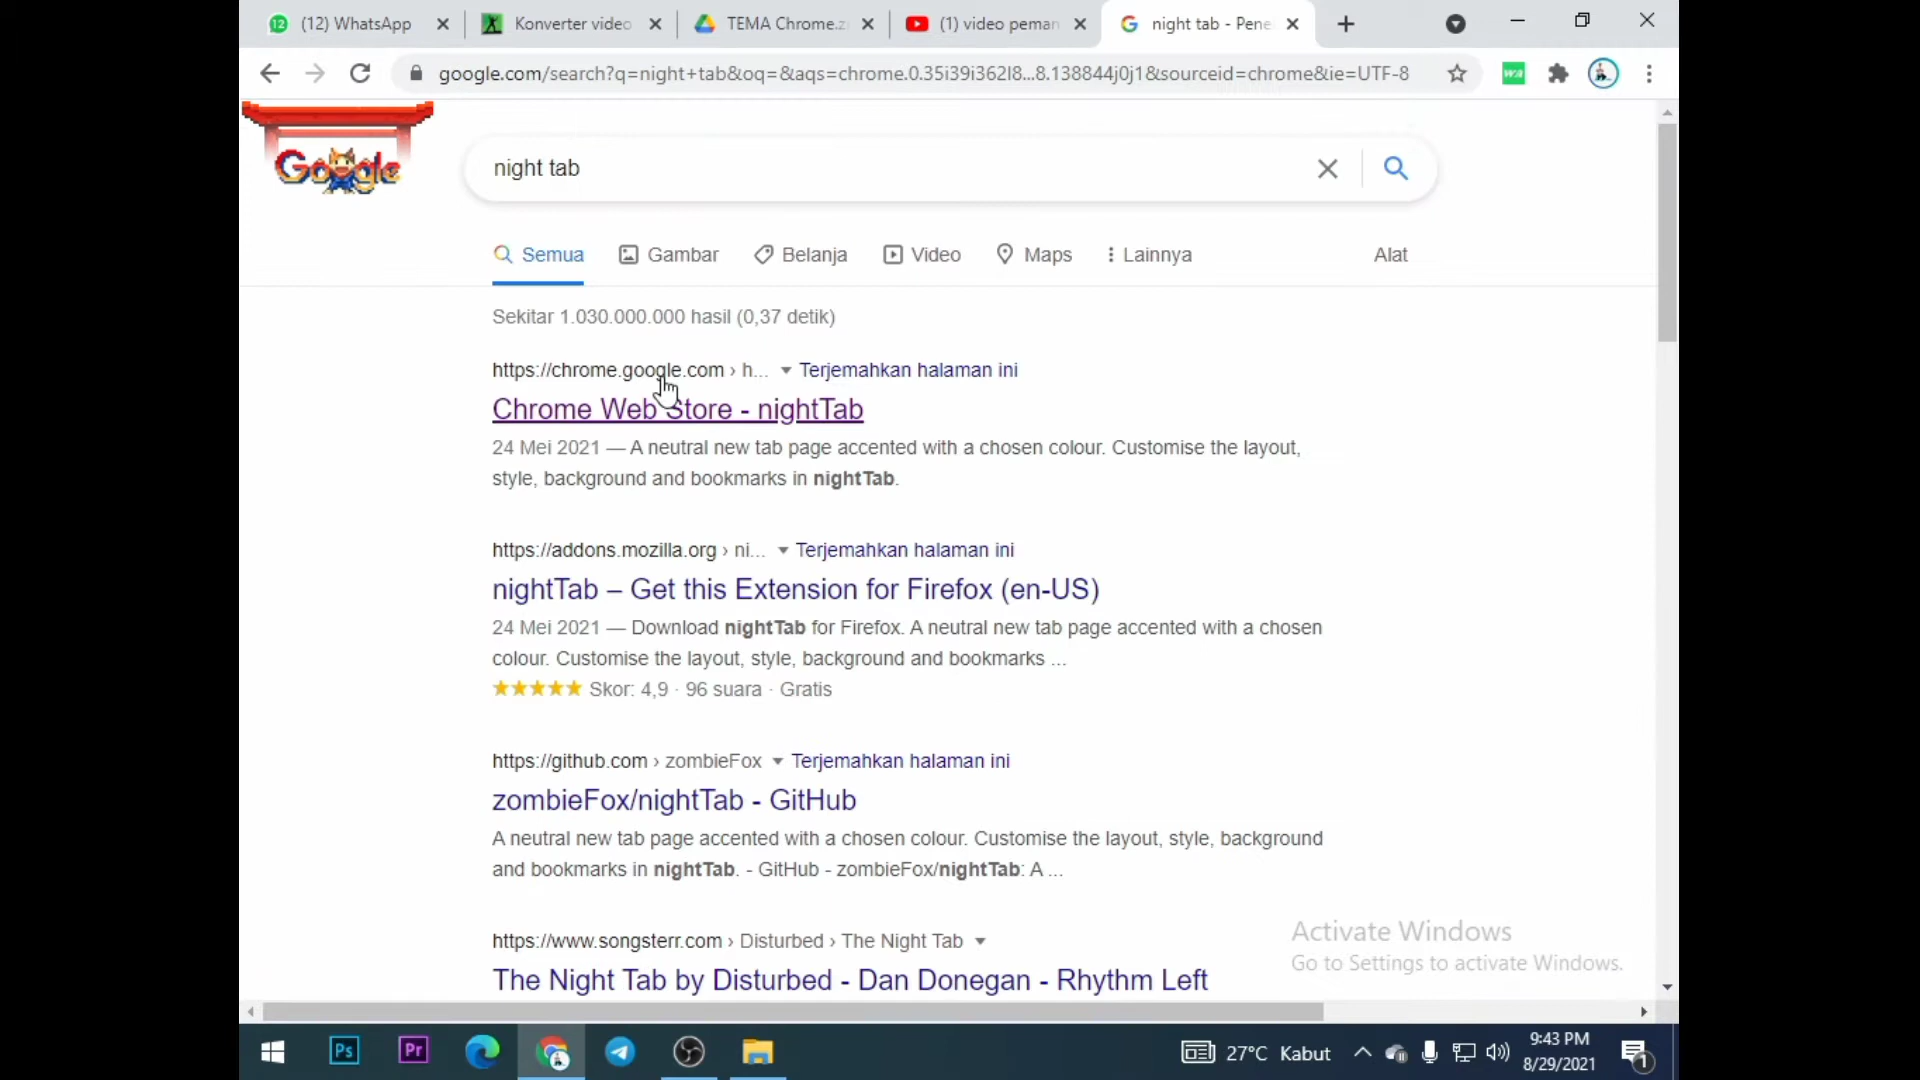 (12) WhatsApp
Konverter video
TEMA Chrome.z
(1) video peman
night tab - Pene
google.com/search?q=night+tab&oq=&aqs=chrome.0.35i39i362l8...8.138844j0j1&sourceid=chrome&ie=UTF-8
Google
night tab
Semua
Gambar
Belanja
Video
Maps
Lainnya
Alat
Sekitar 1.030.000.000 hasil (0,37 detik)
https://chrome.google.com › h... Terjemahkan halaman ini
Chrome Web Store - nightTab
24 Mei 2021 — A neutral new tab page accented with a chosen colour. Customise the layout,
style, background and bookmarks in nightTab.
https://addons.mozilla.org › ni... Terjemahkan halaman ini
nightTab – Get this Extension for Firefox (en-US)
24 Mei 2021 — Download nightTab for Firefox. A neutral new tab page accented with a chosen
colour. Customise the layout, style, background and bookmarks ...
Skor: 4,9 · 96 suara · Gratis
https://github.com › zombieFox Terjemahkan halaman ini
zombieFox/nightTab - GitHub
A neutral new tab page accented with a chosen colour. Customise the layout, style, background
and bookmarks in nightTab. - GitHub - zombieFox/nightTab: A ...
https://www.songsterr.com › Disturbed › The Night Tab
The Night Tab by Disturbed - Dan Donegan - Rhythm Left
Activate Windows
Go to Settings to activate Windows.
Ps
Pr
27°C Kabut
9:43 PM
8/29/2021
1